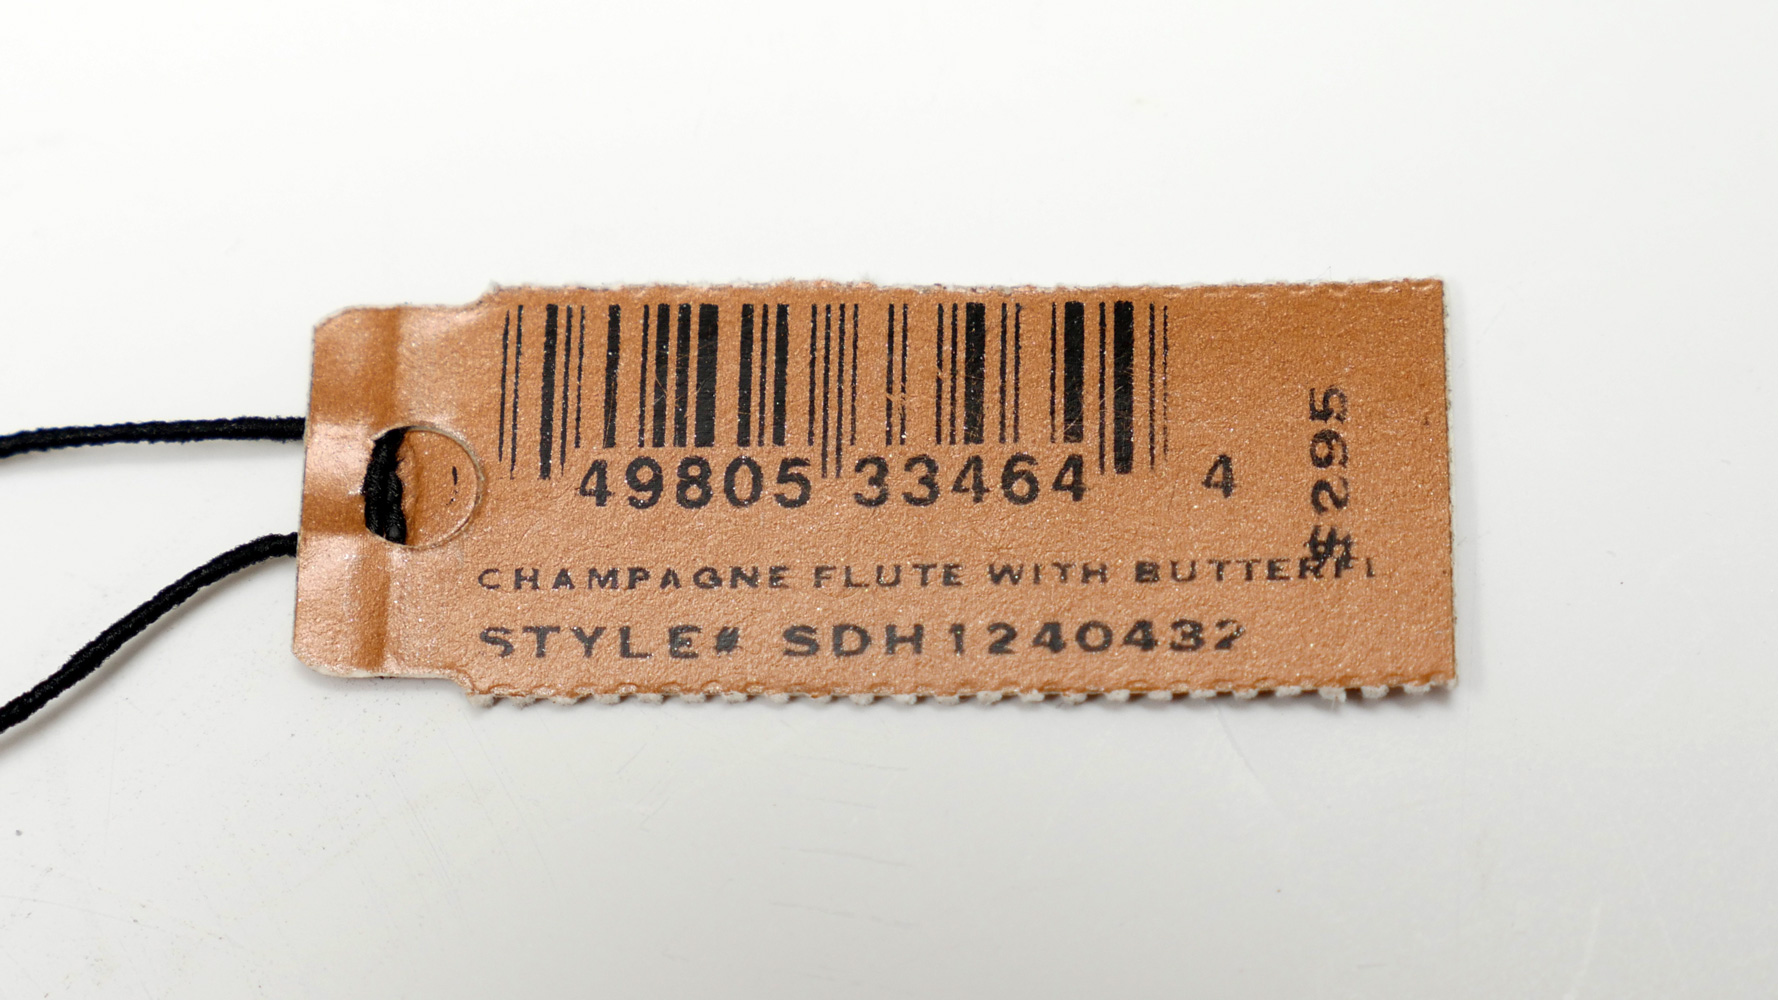 49805 33464 4
$295
CHAMPAGNE FLUTE WITH BUTTERFL
STYLE# SDH1240432